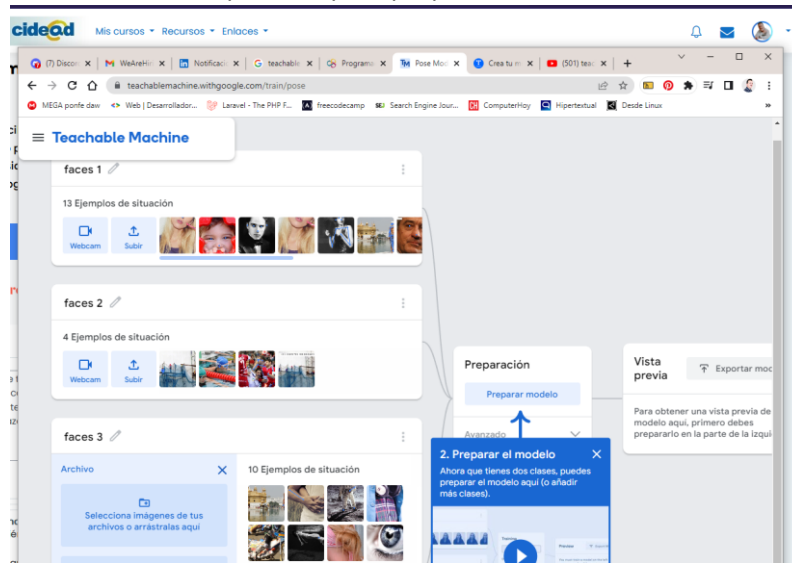 cidead
Mis cursos
Recursos
Enlaces
(7) Discor
WeAreHi
Notificaci
teachable
Programa
Pose Mod
Crea tu m
(501) tea
teachablemachine.withgoogle.com/train/pose
MEGA ponfe daw
Web | Desarrollador...
Laravel - The PHP F...
freecodecamp
Search Engine Jour...
ComputerHoy
Hipertextual
Desde Linux
»
Teachable Machine
faces 1
13 Ejemplos de situación
Webcam
Subir
faces 2
4 Ejemplos de situación
Webcam
Subir
Preparación
Preparar modelo
Avanzado
Vista
previa
Exportar moc
Para obtener una vista previa de
modelo aquí, primero debes
prepararlo en la parte de la izqui
faces 3
Archivo
Selecciona imágenes de tus
archivos o arrástralas aquí
10 Ejemplos de situación
2. Preparar el modelo
Ahora que tienes dos clases, puedes
preparar el modelo aquí (o añadir
más clases).